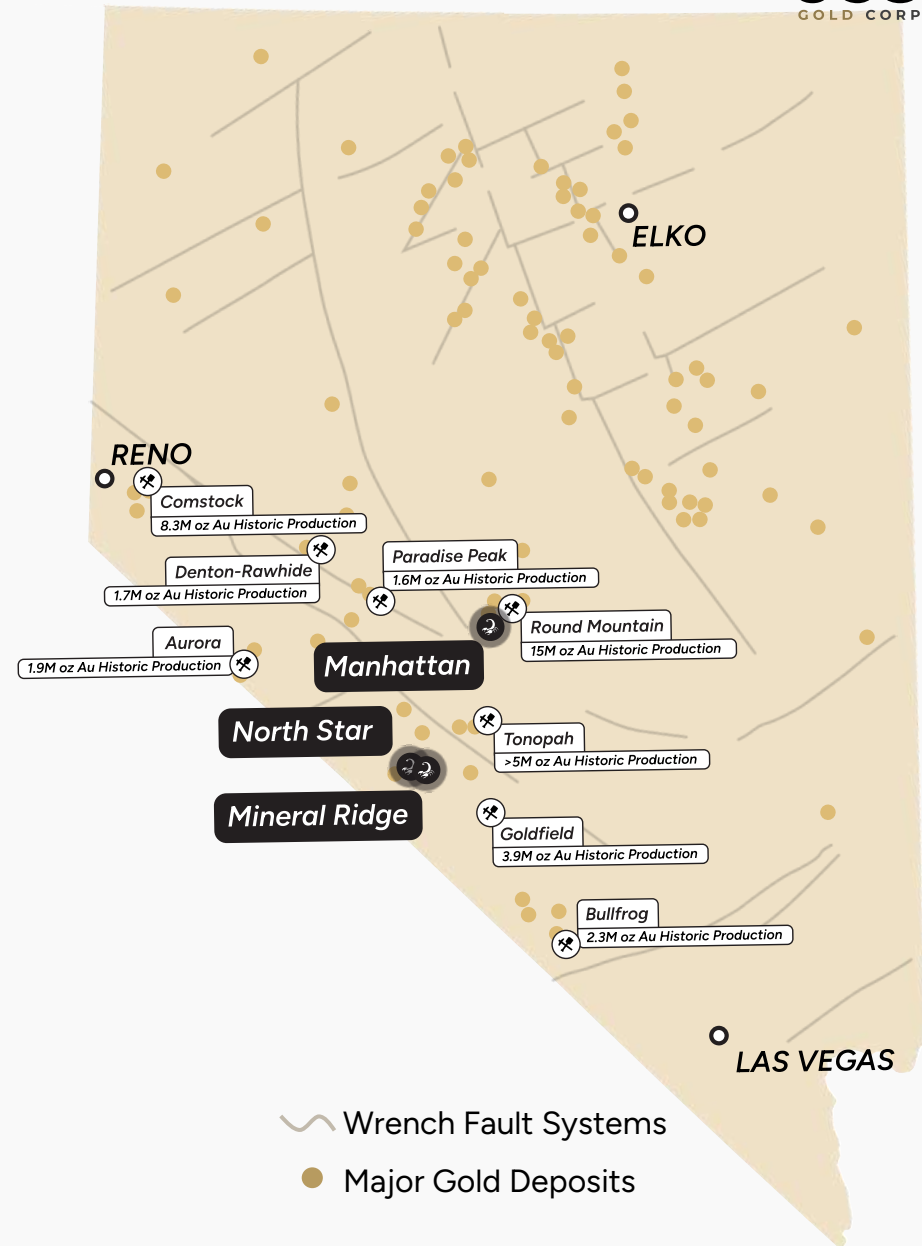 GOLD CORP
ELKO
RENO
Comstock
8.3M oz Au Historic Production
Denton-Rawhide
1.7M oz Au Historic Production
Paradise Peak
1.6M oz Au Historic Production
Round Mountain
15M oz Au Historic Production
Aurora
1.9M oz Au Historic Production
Manhattan
North Star
Tonopah
>5M oz Au Historic Production
Mineral Ridge
Goldfield
3.9M oz Au Historic Production
Bullfrog
2.3M oz Au Historic Production
LAS VEGAS
Wrench Fault Systems
Major Gold Deposits